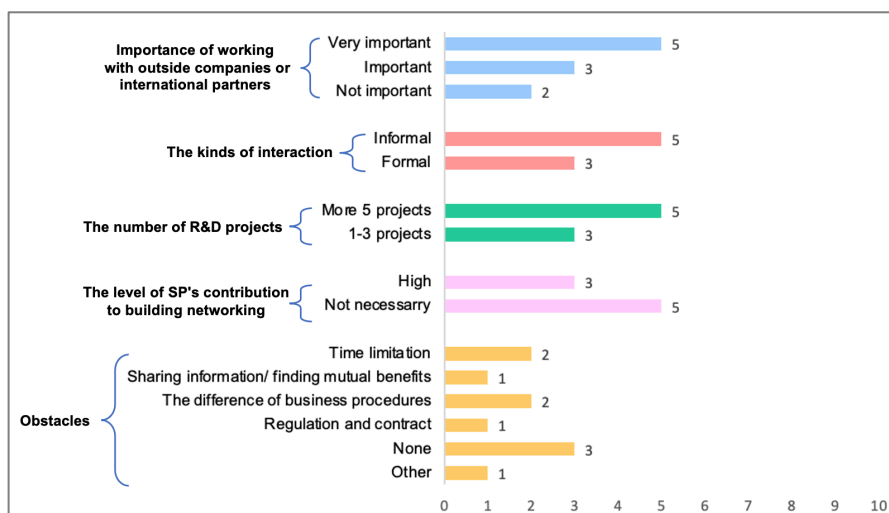 Importance of working
with outside companies or
international partners
Very important 5
Important 3
Not important 2
The kinds of interaction
Informal 5
Formal 3
The number of R&D projects
More 5 projects 5
1-3 projects 3
The level of SP's contribution
to building networking
High 3
Not necessarry 5
Obstacles
Time limitation 2
Sharing information/ finding mutual benefits 1
The difference of business procedures 2
Regulation and contract 1
None 3
Other 1
0 1 2 3 4 5 6 7 8 9 10